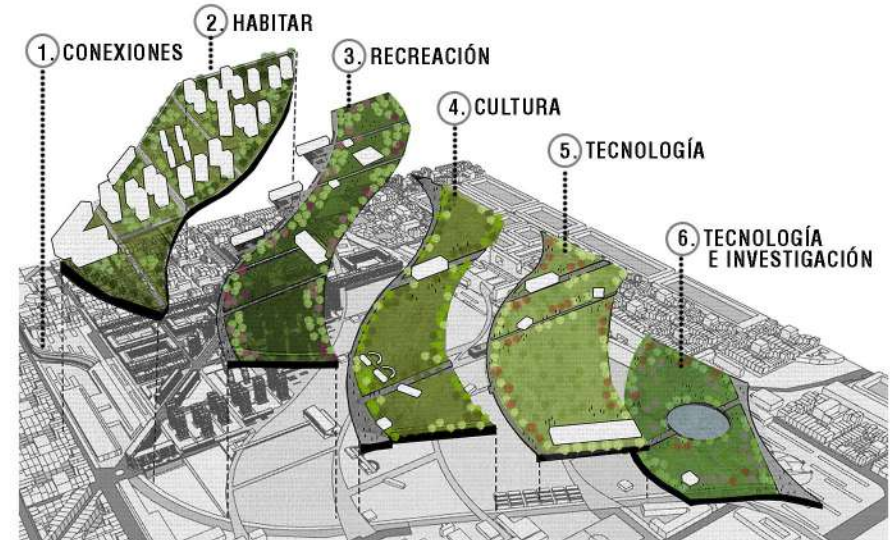 1. CONEXIONES
2. HABITAR
3. RECREACIÓN
4. CULTURA
5. TECNOLOGÍA
6. TECNOLOGÍA
E INVESTIGACIÓN